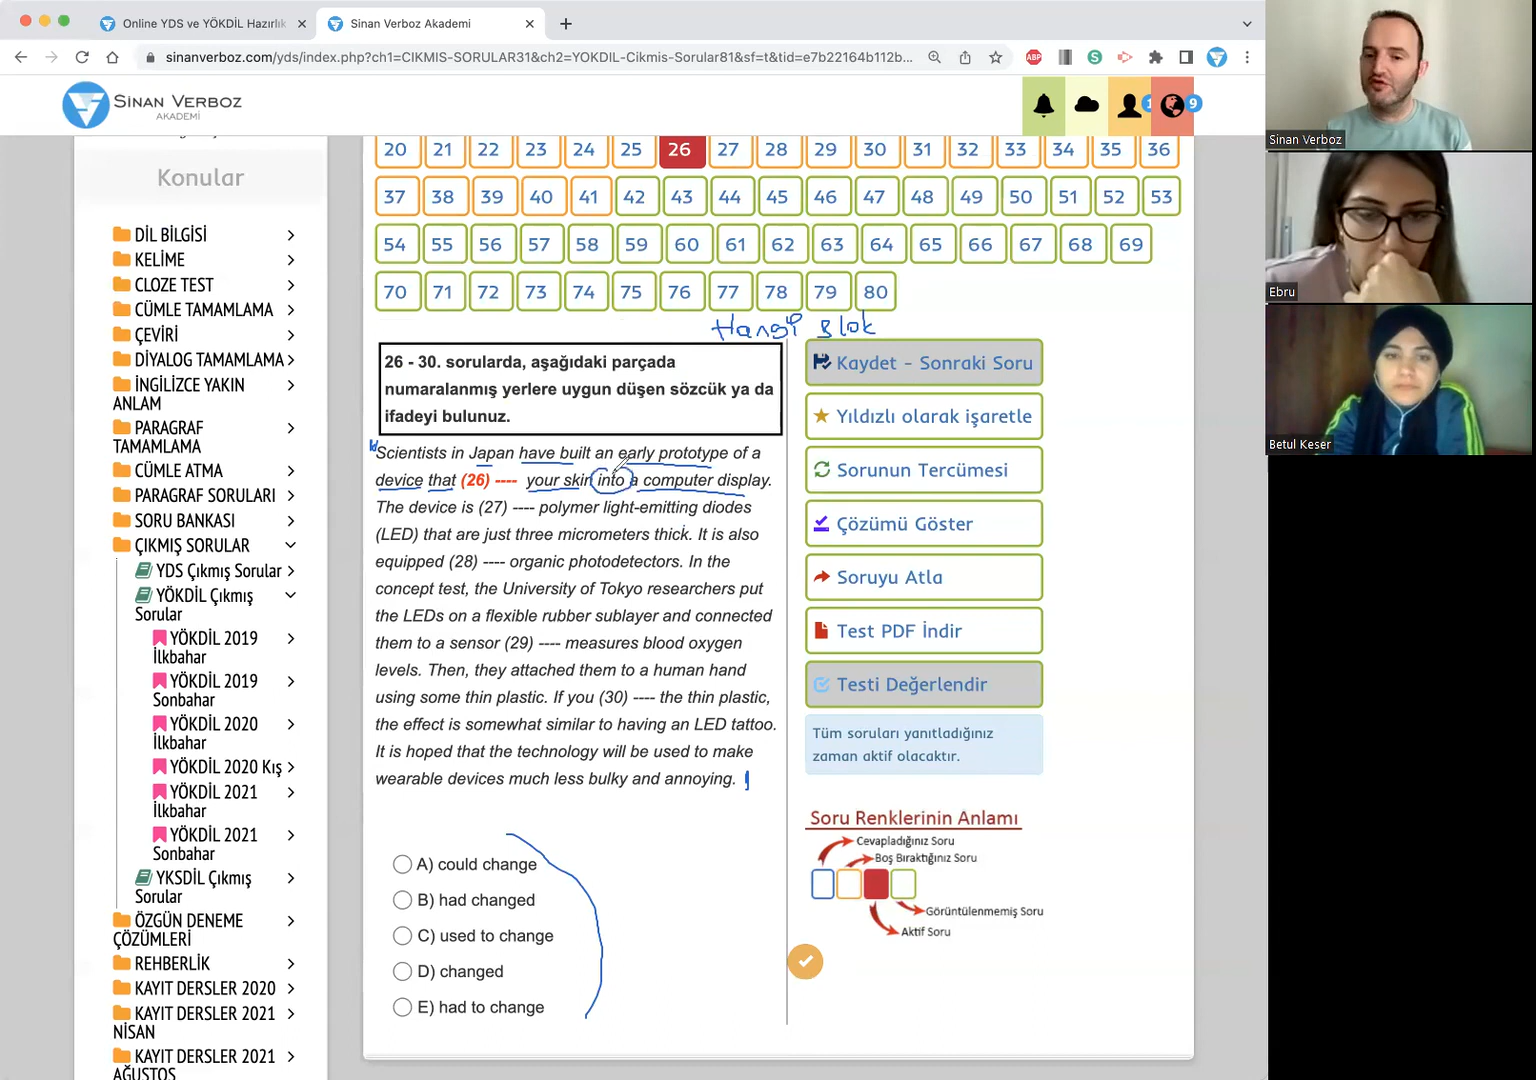 Online YDS ve YÖKDİL Hazırlık
Sinan Verboz Akademi
sinanverboz.com/yds/index.php?ch1=CIKMIS-SORULAR31&ch2=YOKDIL-Cikmis-Sorular81&sf=t&tid=e7b22164b112b...
ABP
S
SİNAN VERBOZ
AKADEMİ
1
9
Konular
DİL BİLGİSİ
KELİME
CLOZE TEST
CÜMLE TAMAMLAMA
ÇEVİRİ
DİYALOG TAMAMLAMA
İNGİLİZCE YAKIN
ANLAM
PARAGRAF
TAMAMLAMA
CÜMLE ATMA
PARAGRAF SORULARI
SORU BANKASI
ÇIKMIŞ SORULAR
YDS Çıkmış Sorular
YÖKDİL Çıkmış
Sorular
YÖKDİL 2019
İlkbahar
YÖKDİL 2019
Sonbahar
YÖKDİL 2020
Sonbahar
YÖKDİL 2020 Kış
YÖKDİL 2021
İlkbahar
YÖKDİL 2021
Sonbahar
YKSDİL Çıkmış
Sorular
ÖZGÜN DENEME
ÇÖZÜMLERİ
REHBERLİK
KAYIT DERSLER 2020
KAYIT DERSLER 2021
NİSAN
KAYIT DERSLER 2021
AĞUSTOS
20 21 22 23 24 25 26 27 28 29 30 31 32 33 34 35 36
37 38 39 40 41 42 43 44 45 46 47 48 49 50 51 52 53
54 55 56 57 58 59 60 61 62 63 64 65 66 67 68 69
70 71 72 73 74 75 76 77 78 79 80
Hangi Blok
26 - 30. sorularda, aşağıdaki parçada
numaralanmış yerlere uygun düşen sözcük ya da
ifadeyi bulunuz.
Scientists in Japan have built an early prototype of a
device that (26) ---- your skin into a computer display.
The device is (27) ---- polymer light-emitting diodes
(LED) that are just three micrometers thick. It is also
equipped (28) ---- organic photodetectors. In the
concept test, the University of Tokyo researchers put
the LEDs on a flexible rubber sublayer and connected
them to a sensor (29) ---- measures blood oxygen
levels. Then, they attached them to a human hand
using some thin plastic. If you (30) ---- the thin plastic,
the effect is somewhat similar to having an LED tattoo.
It is hoped that the technology will be used to make
wearable devices much less bulky and annoying.
A) could change
B) had changed
C) used to change
D) changed
E) had to change
Kaydet - Sonraki Soru
Yıldızlı olarak işaretle
Sorunun Tercümesi
Çözümü Göster
Soruyu Atla
Test PDF İndir
Testi Değerlendir
Tüm soruları yanıtladığınız
zaman aktif olacaktır.
Soru Renklerinin Anlamı
Cevapladığınız Soru
Boş Bıraktığınız Soru
Görüntülenmemiş Soru
Aktif Soru
Sinan Verboz
Ebru
Betul Keser